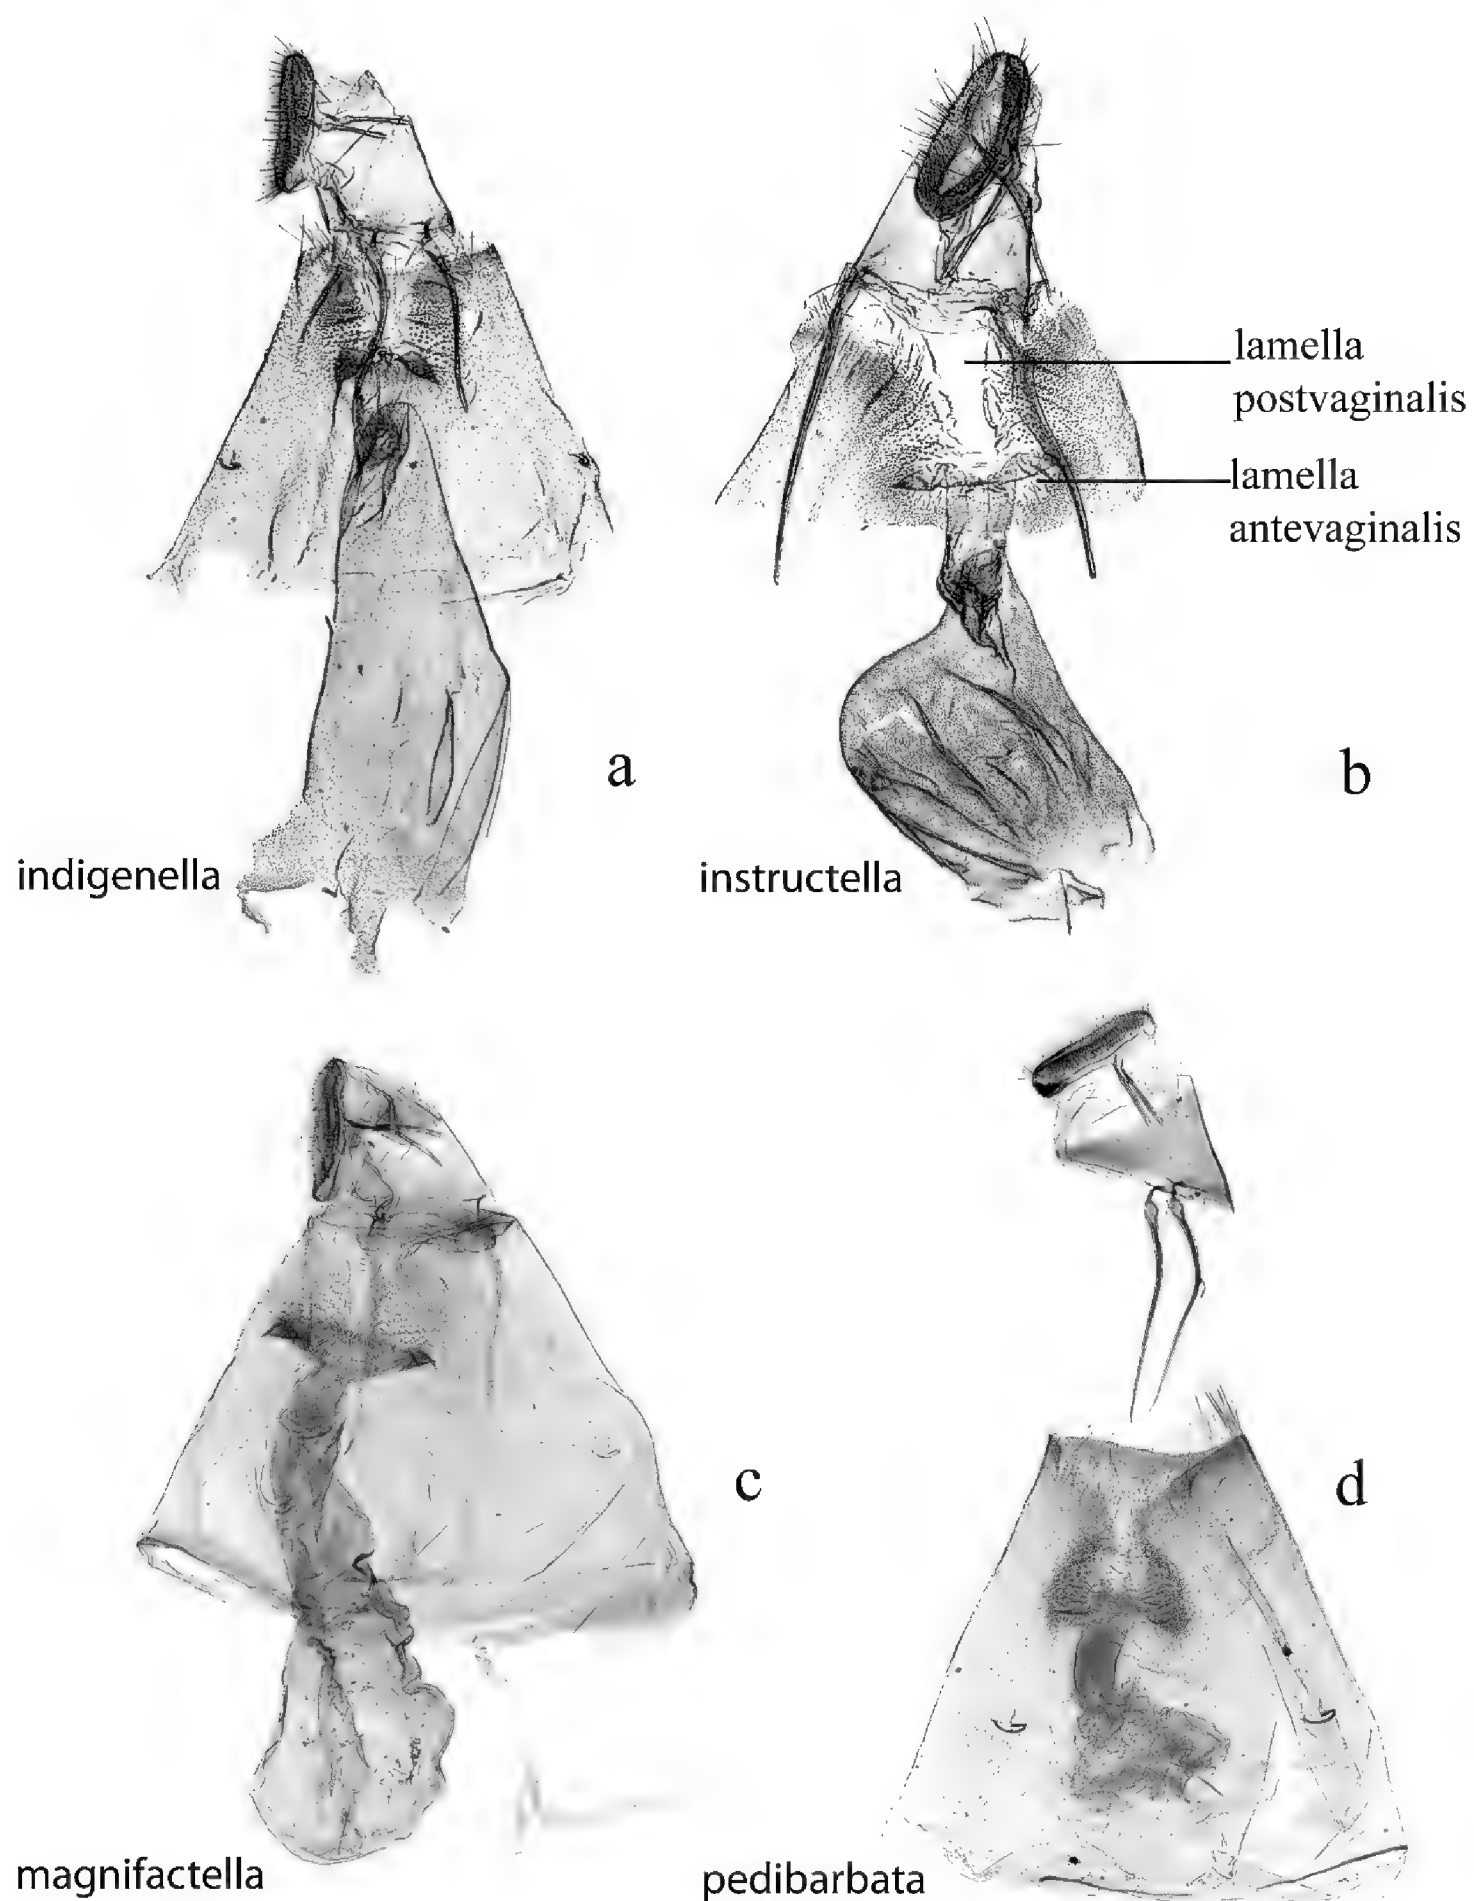 lamella
postvaginalis
lamella
antevaginalis
a
b
indigenella
instructella
c
d
magnifactella
pedibarbata